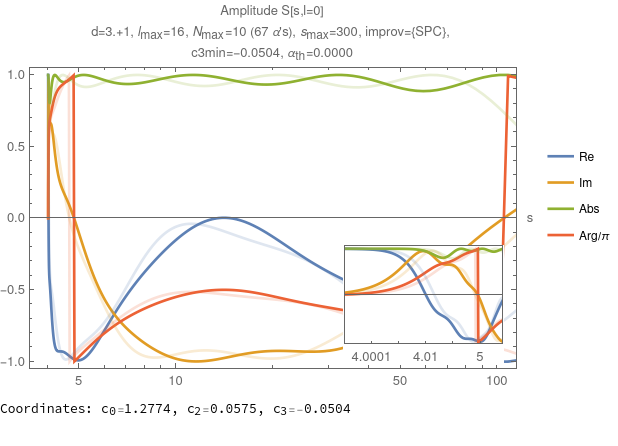 Amplitude S[s,l=0]
d=3.+1, lmax=16, Nmax=10 (67 α's), smax=300, improv={SPC},
c3min=-0.0504, αth=0.0000
1.0
0.5
0.0
-0.5
-1.0
s
Re
Im
Abs
Arg/π
4.0001 4.01 5
5 10 50 100
Coordinates: c0=1.2774, c2=0.0575, c3=-0.0504